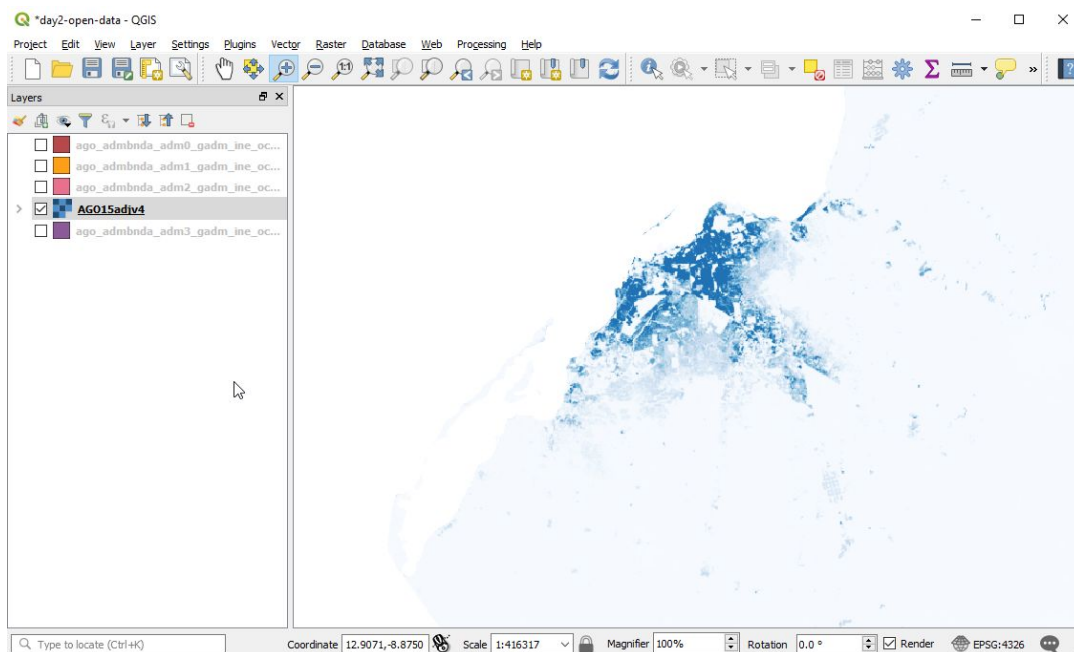 *day2-open-data - QGIS
Project Edit View Layer Settings Plugins Vector Raster Database Web Processing Help
Layers
ago_admbnda_adm0_gadm_ine_oc...
ago_admbnda_adm1_gadm_ine_oc...
ago_admbnda_adm2_gadm_ine_oc...
AGO15adjv4
ago_admbnda_adm3_gadm_ine_oc...
Type to locate (Ctrl+K) Coordinate 12.9071,-8.8750 Scale 1:416317 Magnifier 100% Rotation 0.0 ° Render EPSG:4326